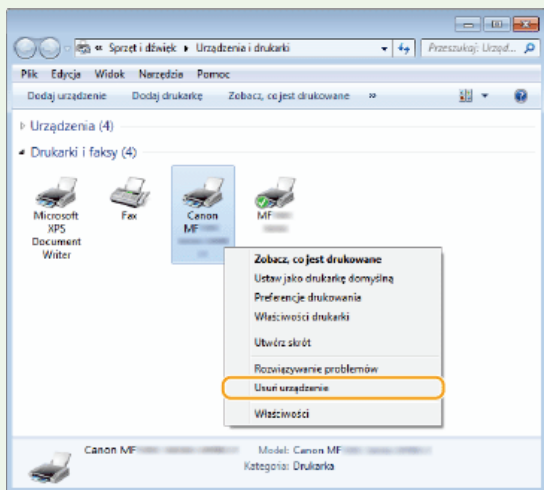 « Sprzęt i dźwięk ▸ Urządzenia i drukarki
Przeszukaj: Urząd...
Plik Edycja Widok Narzędzia Pomoc
Dodaj urządzenie Dodaj drukarkę Zobacz, co jest drukowane »
Urządzenia (4)
Drukarki i faksy (4)
Microsoft XPS Document Writer
Fax
Canon MF
MF
Zobacz, co jest drukowane
Ustaw jako drukarkę domyślną
Preferencje drukowania
Właściwości drukarki
Utwórz skrót
Rozwiązywanie problemów
Usuń urządzenie
Właściwości
Canon MF Model: Canon MF
Kategoria: Drukarka